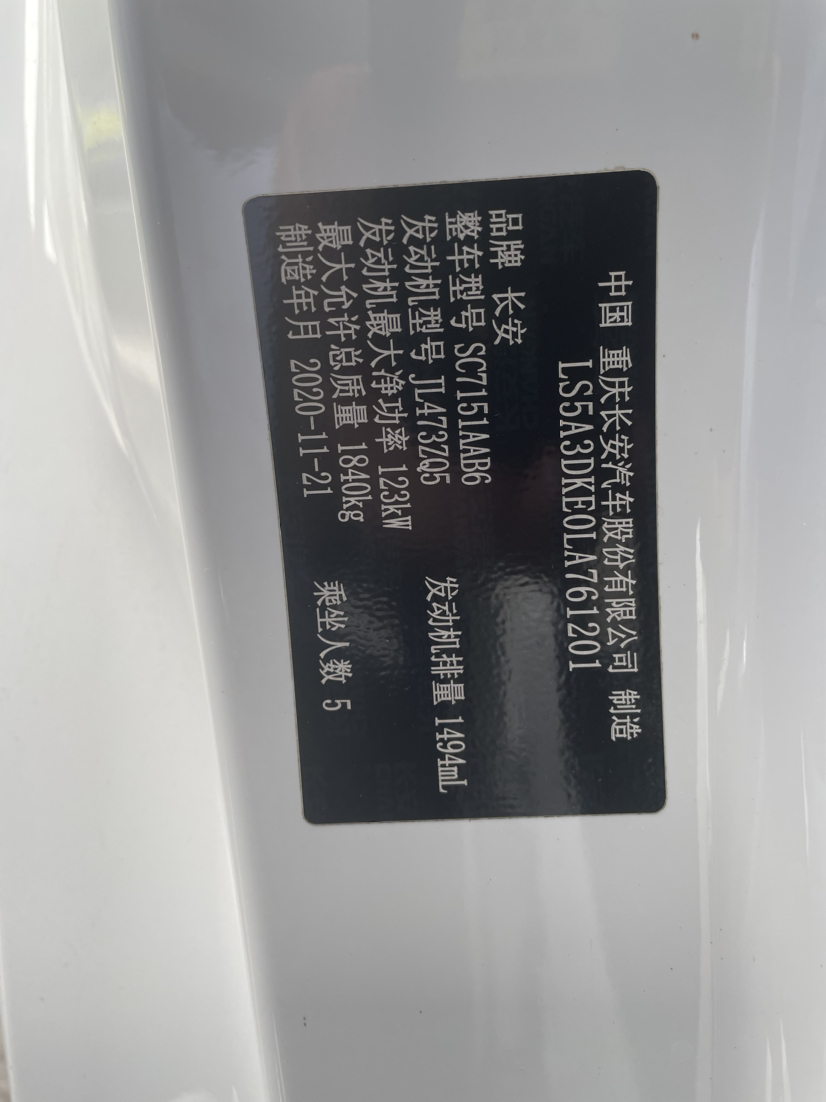 中国 重庆长安汽车股份有限公司 制造
LS5A3DKE0LA761201
品牌 长安
整车型号 SC7151AAB6
发动机型号 JL473ZQ5 发动机排量 1494mL
发动机最大净功率 123kW
最大允许总质量 1840kg 乘坐人数 5
制造年月 2020-11-21